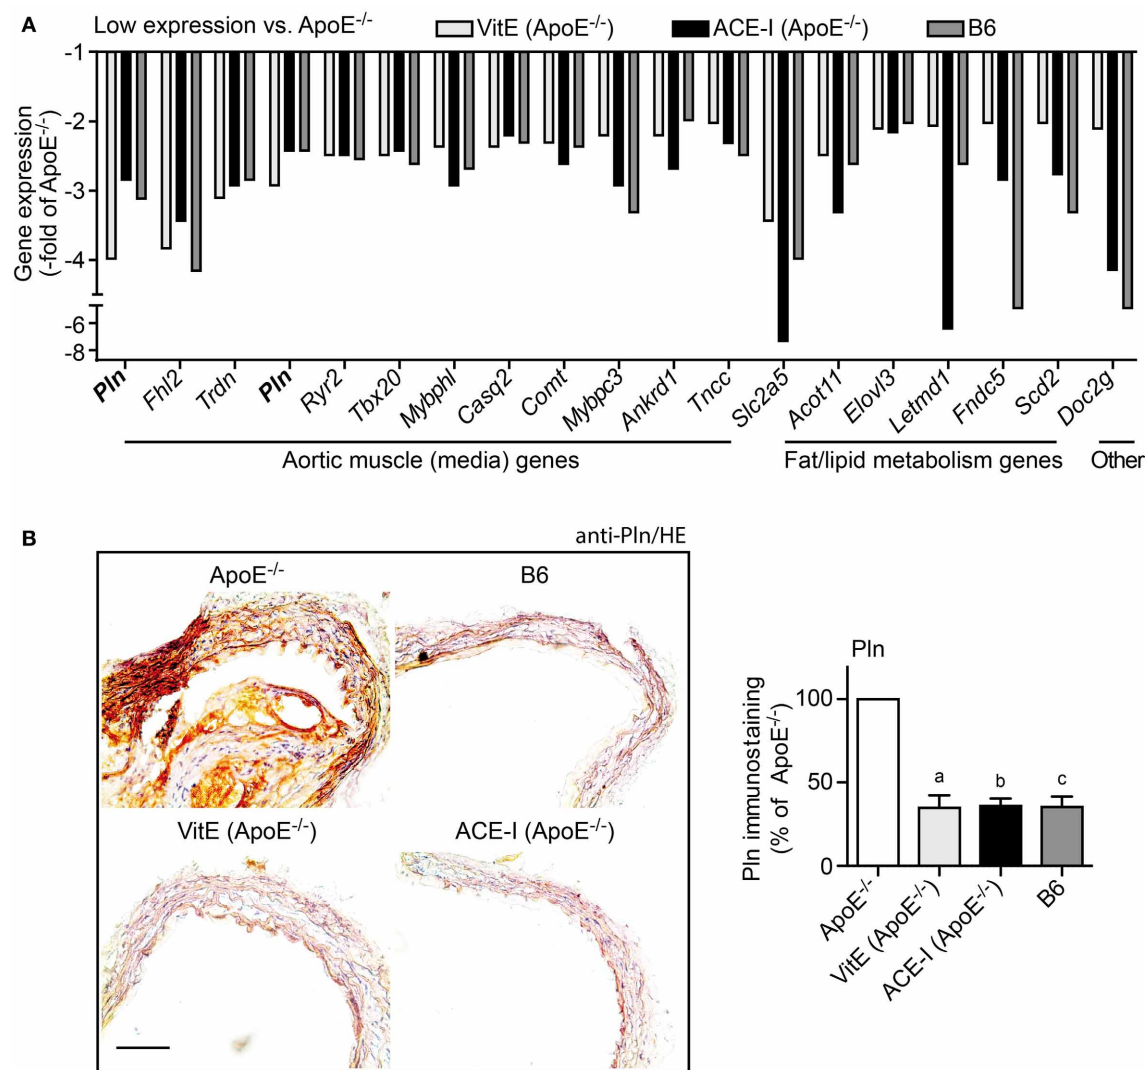 A
Low expression vs. ApoE-/-
VitE (ApoE-/-)
ACE-I (ApoE-/-)
B6
Gene expression
(-fold of ApoE-/-)
-1
-2
-3
-4
-6
-8
Pln
Fhl2
Trdn
Pln
Ryr2
Tbx20
Mybphl
Casq2
Comt
Mybpc3
Ankrd1
Tncc
Slc2a5
Acot11
Elovl3
Letmd1
Fndc5
Scd2
Doc2g
Aortic muscle (media) genes
Fat/lipid metabolism genes
Other
B
anti-Pln/HE
ApoE-/-
B6
VitE (ApoE-/-)
ACE-I (ApoE-/-)
Pln
Pln immunostaining
(% of ApoE-/-)
100
50
0
a
b
c
ApoE-/-
VitE (ApoE-/-)
ACE-I (ApoE-/-)
B6